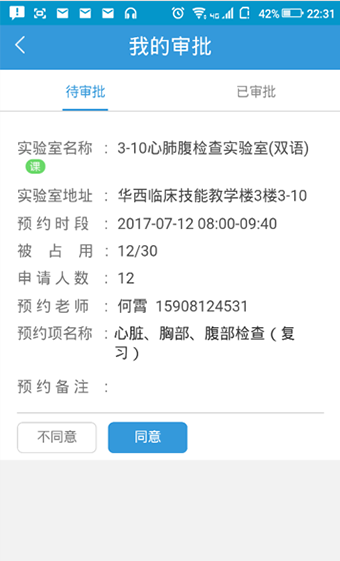 42% 22:31
我的审批
待审批 已审批
实验室名称 : 3-10心肺腹检查实验室(双语)
课
实验室地址 : 华西临床技能教学楼3楼3-10
预约时段 : 2017-07-12 08:00-09:40
被占用 : 12/30
申请人数 : 12
预约老师 : 何霄 15908124531
预约项名称 : 心脏、胸部、腹部检查（复
习）
预约备注 :
不同意 同意